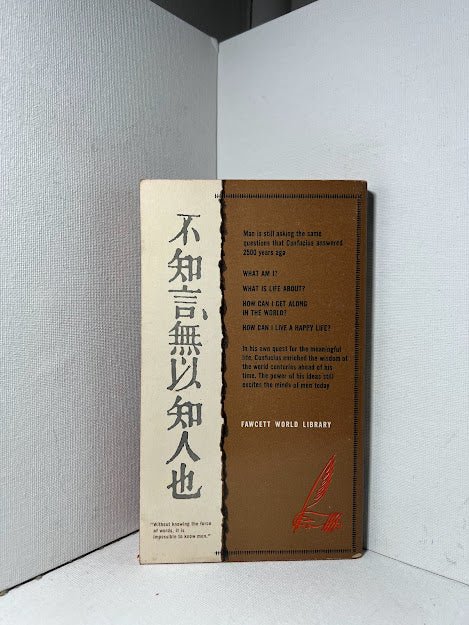 不知言、無以知人也
"Without knowing the force
of words, it is
impossible to know men."
Man is still asking the same
questions that Confucius answered
2500 years ago
WHAT AM I?
WHAT IS LIFE ABOUT?
HOW CAN I GET ALONG
IN THE WORLD?
HOW CAN I LIVE A HAPPY LIFE?
In his own quest for the meaningful
life, Confucius enriched the wisdom of
the world centuries ahead of his
time. The power of his ideas still
excites the minds of men today
FAWCETT WORLD LIBRARY